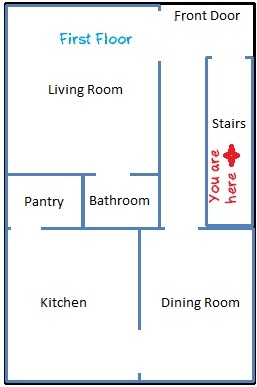 Front Door
First Floor
Living Room
Stairs
You are
here
Pantry
Bathroom
Kitchen
Dining Room